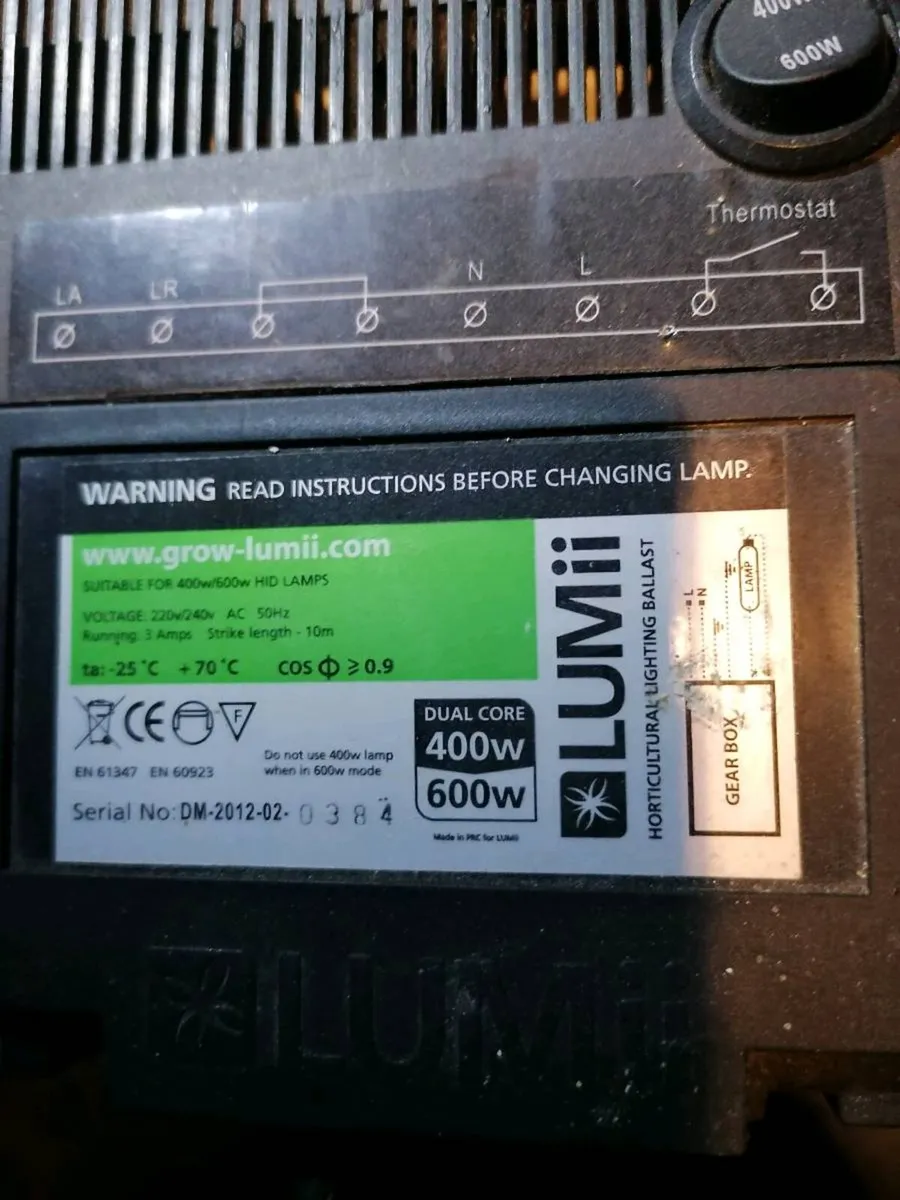 400W
600W
Thermostat
LA LR N L
WARNING READ INSTRUCTIONS BEFORE CHANGING LAMP.
www.grow-lumii.com
SUITABLE FOR 400w/600w HID LAMPS
VOLTAGE: 220v/240v AC 50Hz
Running: 3 Amps Strike length - 10m
ta: -25˚C +70˚C COS Φ ≥ 0.9
CE F
EN 61347 EN 60923
Do not use 400w lamp
when in 600w mode
Serial No: DM-2012-02- 0384
DUAL CORE
400w
600w
Made in PRC for LUMii
LUMii
HORTICULTURAL LIGHTING BALLAST
L
N
LAMP
GEAR BOX
LUMii